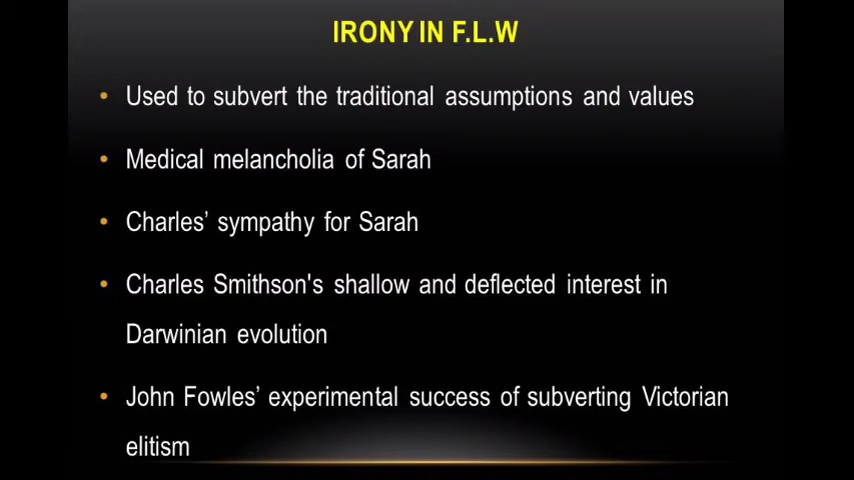 IRONY IN F.L.W
• Used to subvert the traditional assumptions and values
• Medical melancholia of Sarah
• Charles’ sympathy for Sarah
• Charles Smithson's shallow and deflected interest in
Darwinian evolution
• John Fowles’ experimental success of subverting Victorian
elitism